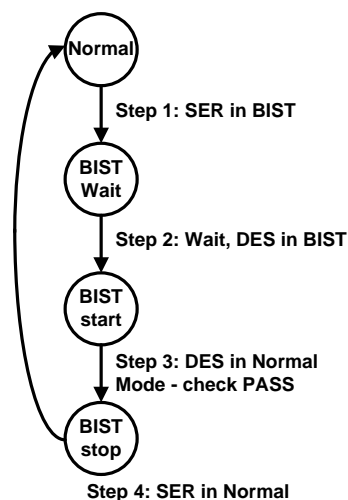 Normal
Step 1: SER in BIST
BIST
Wait
Step 2: Wait, DES in BIST
BIST
start
Step 3: DES in Normal
Mode - check PASS
BIST
stop
Step 4: SER in Normal